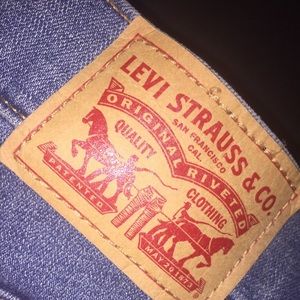 LEVI STRAUSS & CO.
SAN FRANCISCO
CAL.
ORIGINAL RIVETED
QUALITY CLOTHING
PATENTED MAY 20 1873